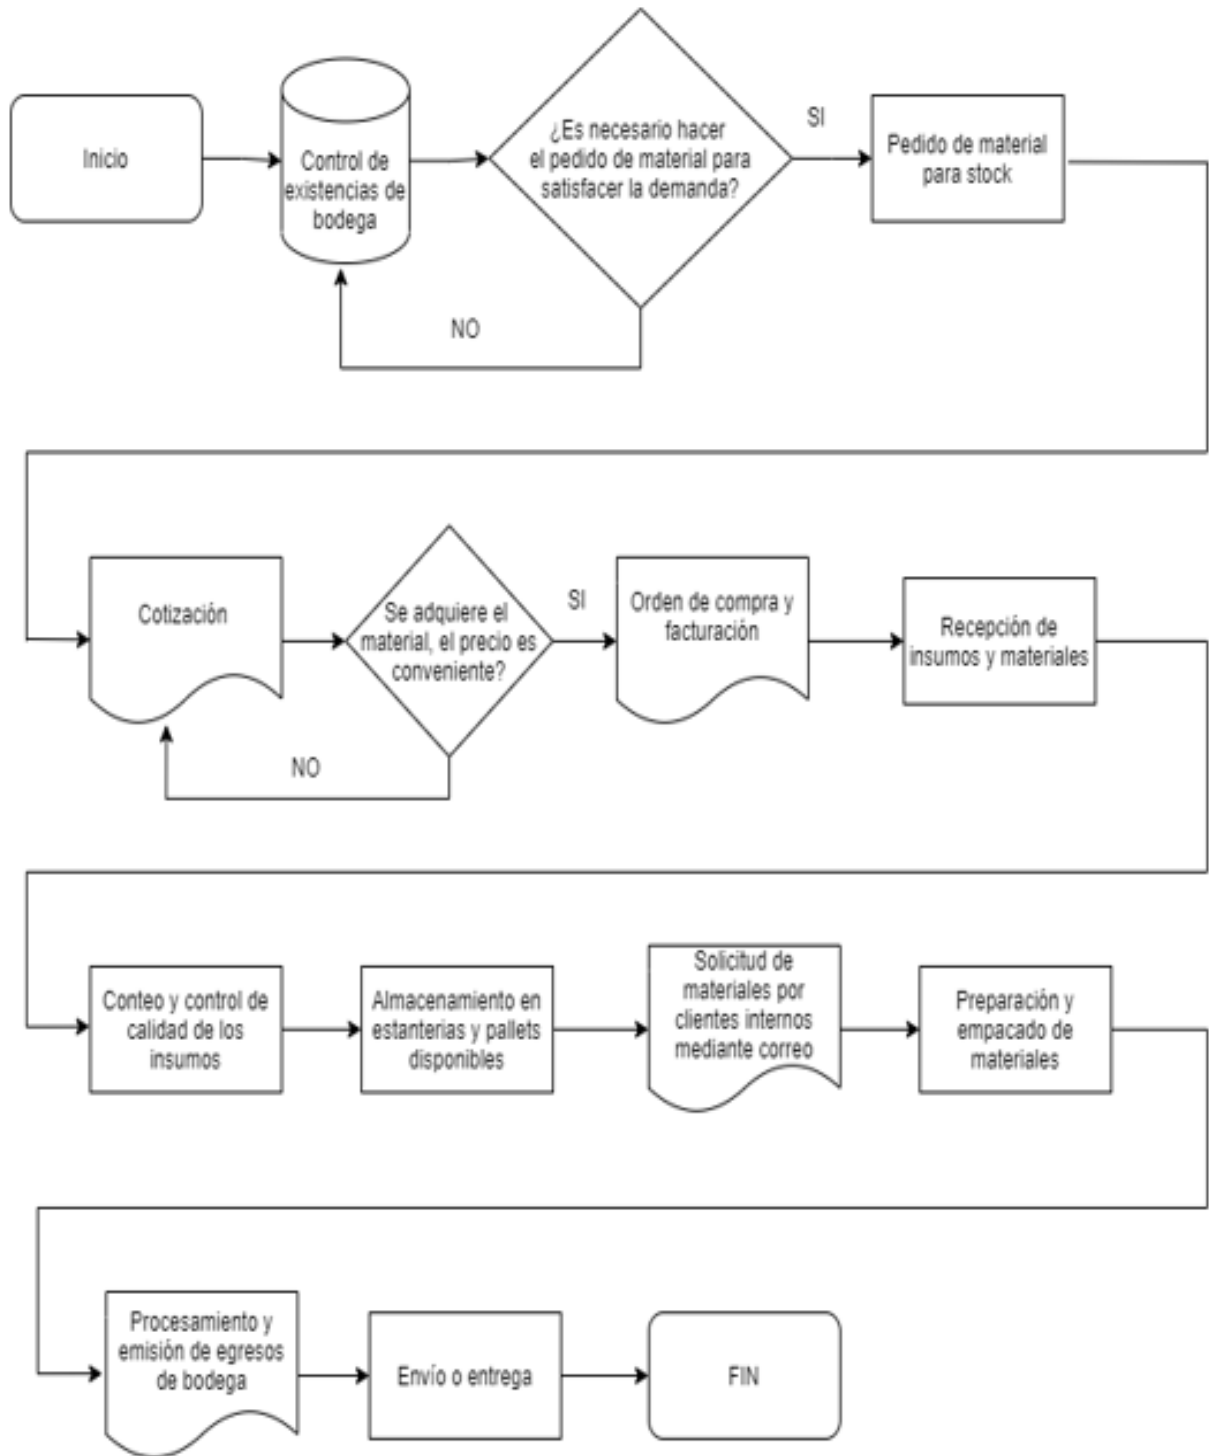 Inicio
Control de
existencias de
bodega
¿Es necesario hacer
el pedido de material para
satisfacer la demanda?
SI
Pedido de material
para stock
NO
Cotización
Se adquiere el
material, el precio es
conveniente?
SI
Orden de compra y
facturación
Recepción de
insumos y materiales
NO
Conteo y control de
calidad de los
insumos
Almacenamiento en
estanterias y pallets
disponibles
Solicitud de
materiales por
clientes internos
mediante correo
Preparación y
empacado de
materiales
Procesamiento y
emisión de egresos
de bodega
Envío o entrega
FIN